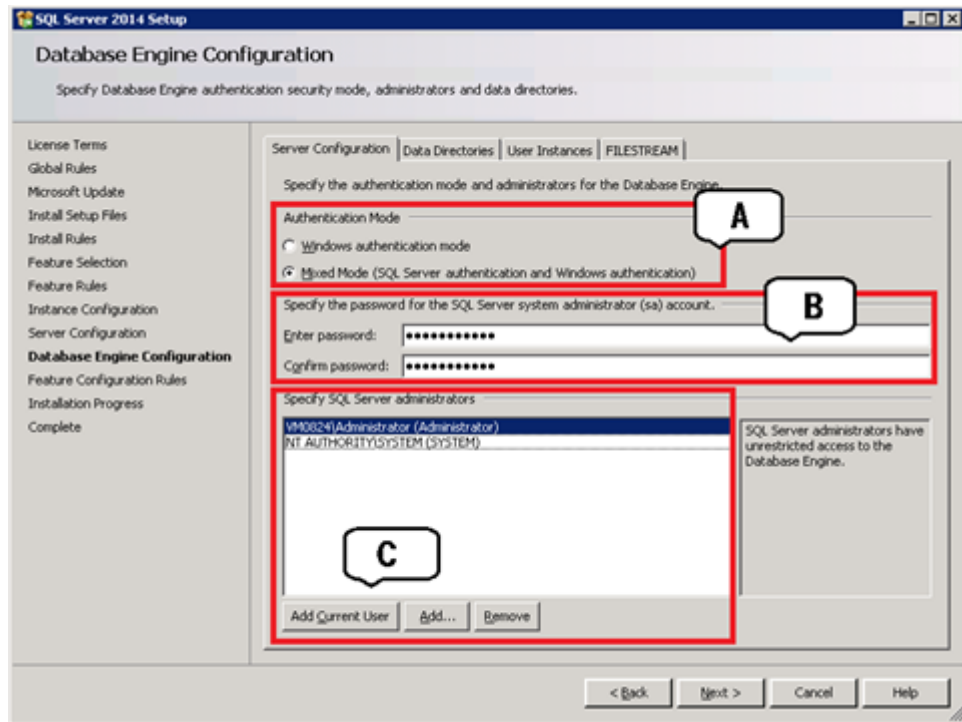 SQL Server 2014 Setup
Database Engine Configuration
Specify Database Engine authentication security mode, administrators and data directories.
License Terms
Global Rules
Microsoft Update
Install Setup Files
Install Rules
Feature Selection
Feature Rules
Instance Configuration
Server Configuration
Database Engine Configuration
Feature Configuration Rules
Installation Progress
Complete
Server Configuration Data Directories User Instances FILESTREAM
Specify the authentication mode and administrators for the Database Engine.
A
Authentication Mode
Windows authentication mode
Mixed Mode (SQL Server authentication and Windows authentication)
B
Specify the password for the SQL Server system administrator (sa) account.
Enter password: ●●●●●●●●●●●
Confirm password: ●●●●●●●●●●●
Specify SQL Server administrators
VM0824\Administrator (Administrator)
NT AUTHORITY\SYSTEM (SYSTEM)
SQL Server administrators have
unrestricted access to the
Database Engine.
C
Add Current User Add... Remove
< Back Next > Cancel Help